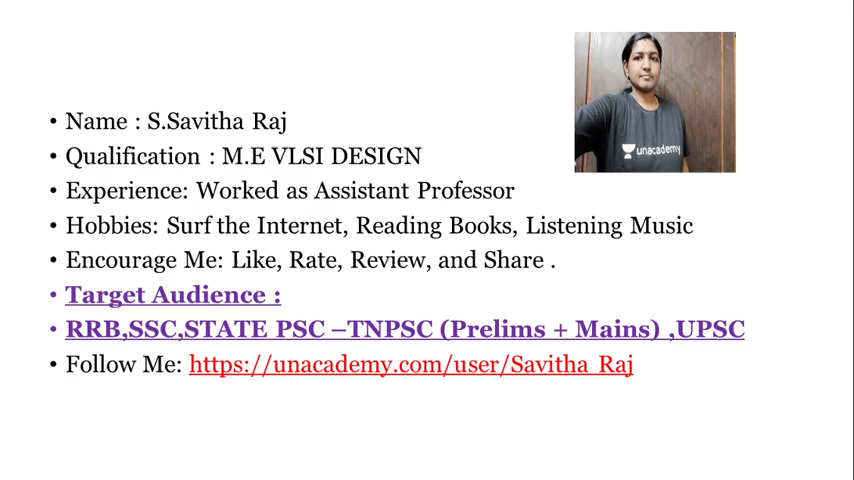 • Name : S.Savitha Raj
• Qualification : M.E VLSI DESIGN
• Experience: Worked as Assistant Professor
• Hobbies: Surf the Internet, Reading Books, Listening Music
• Encourage Me: Like, Rate, Review, and Share .
• Target Audience :
• RRB,SSC,STATE PSC –TNPSC (Prelims + Mains) ,UPSC
• Follow Me: https://unacademy.com/user/Savitha_Raj
unacademy